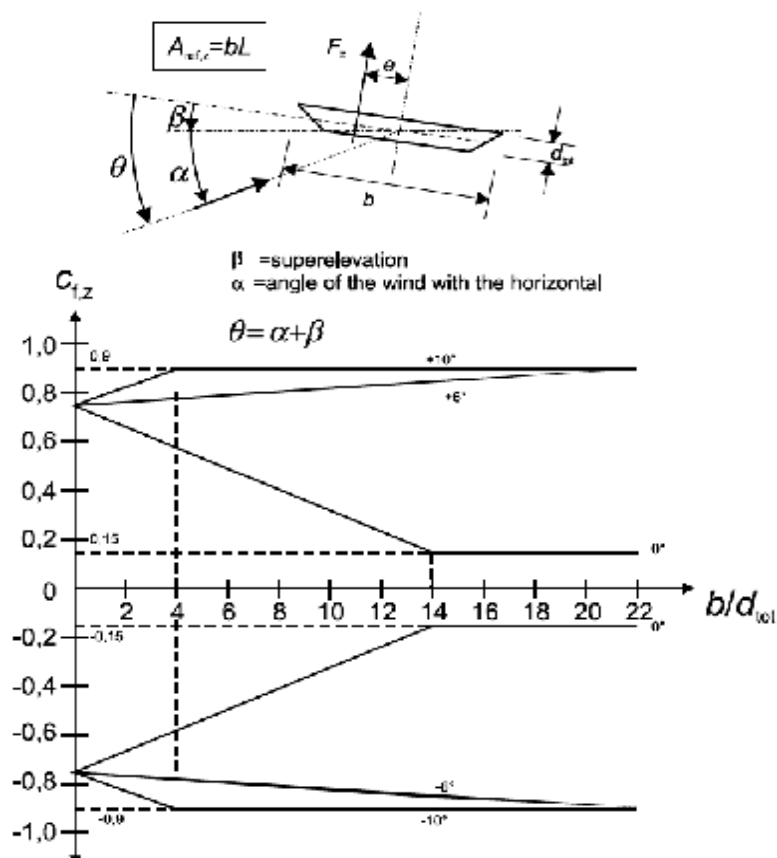 A_ref,z=bL
F_z
e
β
θ
α
b
d_tot
β =superelevation
α =angle of the wind with the horizontal
c_f,z
θ= α+β
1,0
0,9
+10°
0,8
+6°
0,6
0,4
0,2
0,15
0°
0
2 4 6 8 10 12 14 16 18 20 22
b/d_tot
-0,15
0°
-0,2
-0,4
-0,6
-0,8
-6°
-0,9
-10°
-1,0